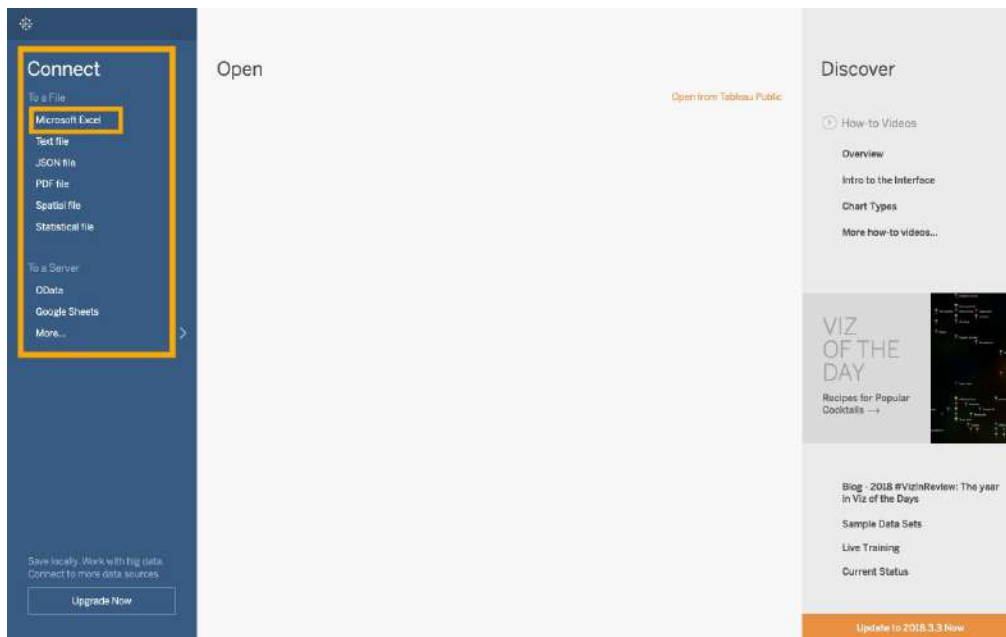 Connect
To a File
Microsoft Excel
Text file
JSON file
PDF file
Spatial file
Statistical file
To a Server
OData
Google Sheets
More...
Save locally. Work with big data.
Connect to more data sources.
Upgrade Now
Open
Open from Tableau Public
Discover
How-to Videos
Overview
Intro to the Interface
Chart Types
More how-to videos...
VIZ
OF THE
DAY
Recipes for Popular
Cocktails →
Blog - 2018 #VizInReview: The year
in Viz of the Days
Sample Data Sets
Live Training
Current Status
Update to 2018.3.3 Now